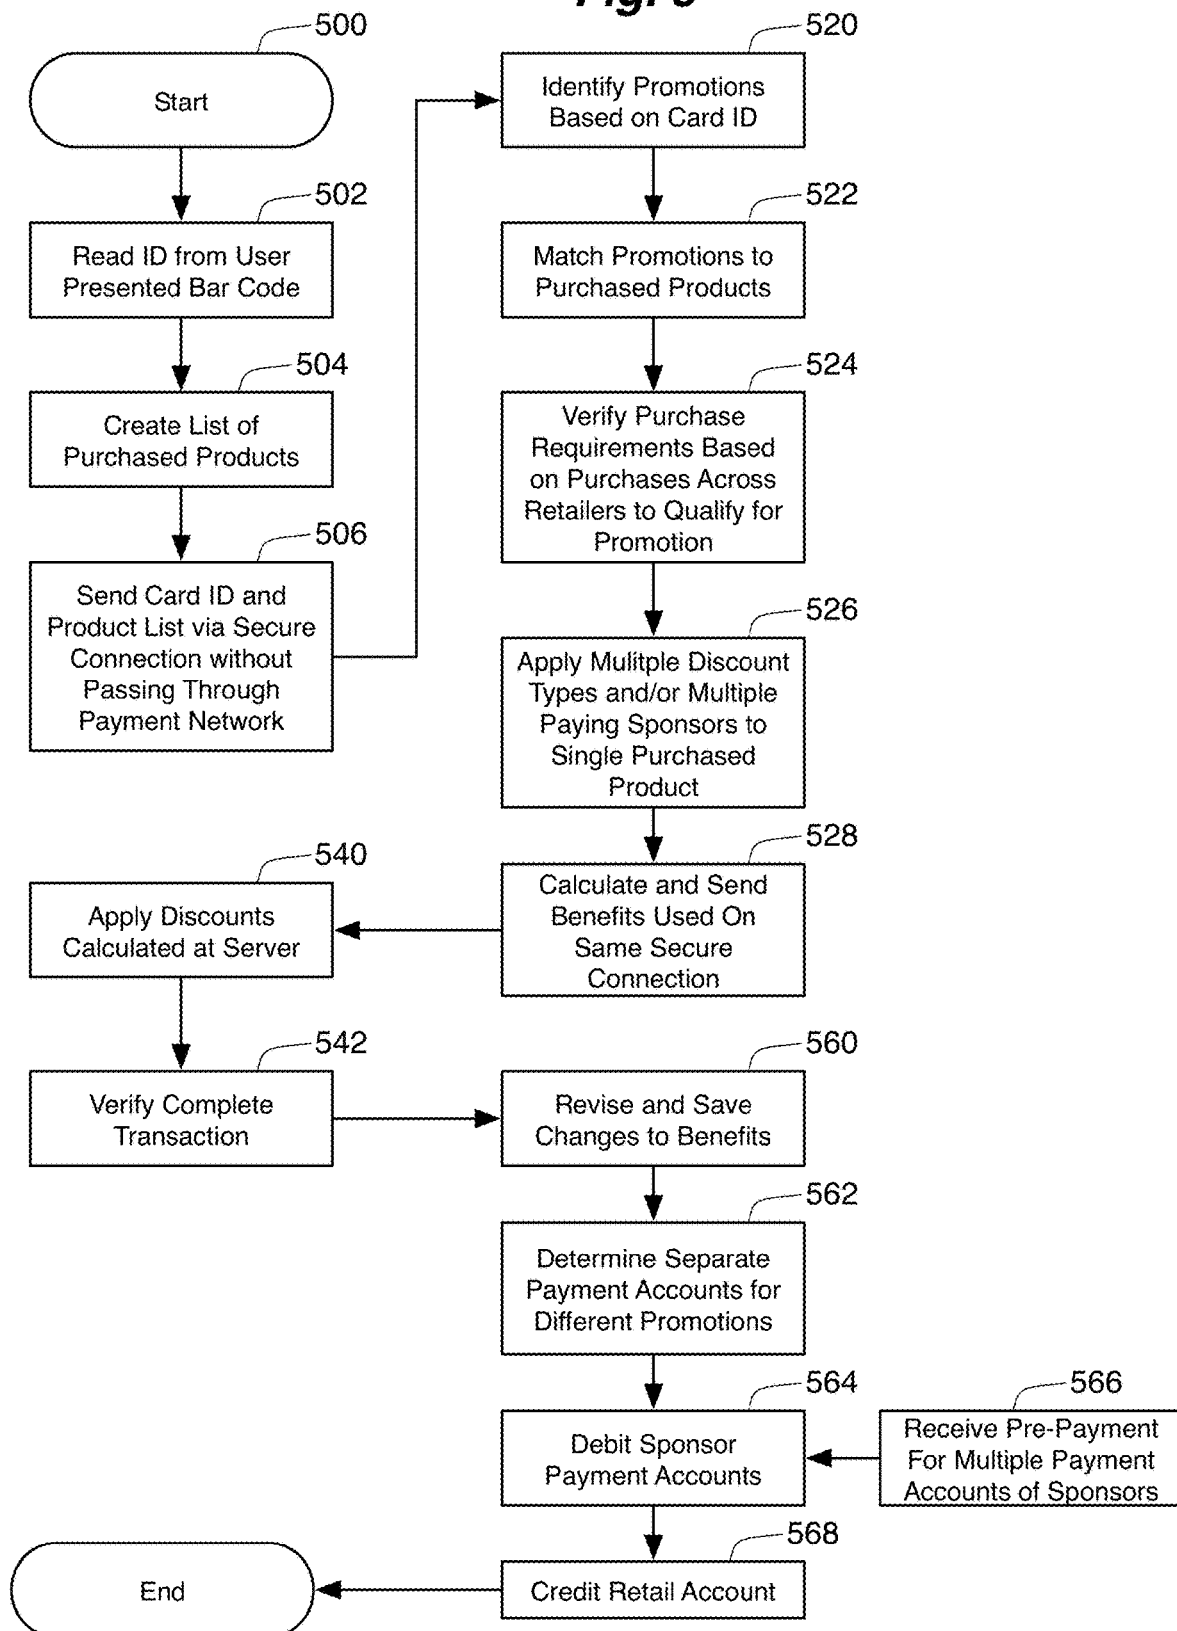 500
Start
502
Read ID from User
Presented Bar Code
504
Create List of
Purchased Products
506
Send Card ID and
Product List via Secure
Connection without
Passing Through
Payment Network
520
Identify Promotions
Based on Card ID
522
Match Promotions to
Purchased Products
524
Verify Purchase
Requirements Based
on Purchases Across
Retailers to Qualify for
Promotion
526
Apply Mulitple Discount
Types and/or Multiple
Paying Sponsors to
Single Purchased
Product
528
Calculate and Send
Benefits Used On
Same Secure
Connection
540
Apply Discounts
Calculated at Server
542
Verify Complete
Transaction
560
Revise and Save
Changes to Benefits
562
Determine Separate
Payment Accounts for
Different Promotions
564
Debit Sponsor
Payment Accounts
566
Receive Pre-Payment
For Multiple Payment
Accounts of Sponsors
568
Credit Retail Account
End